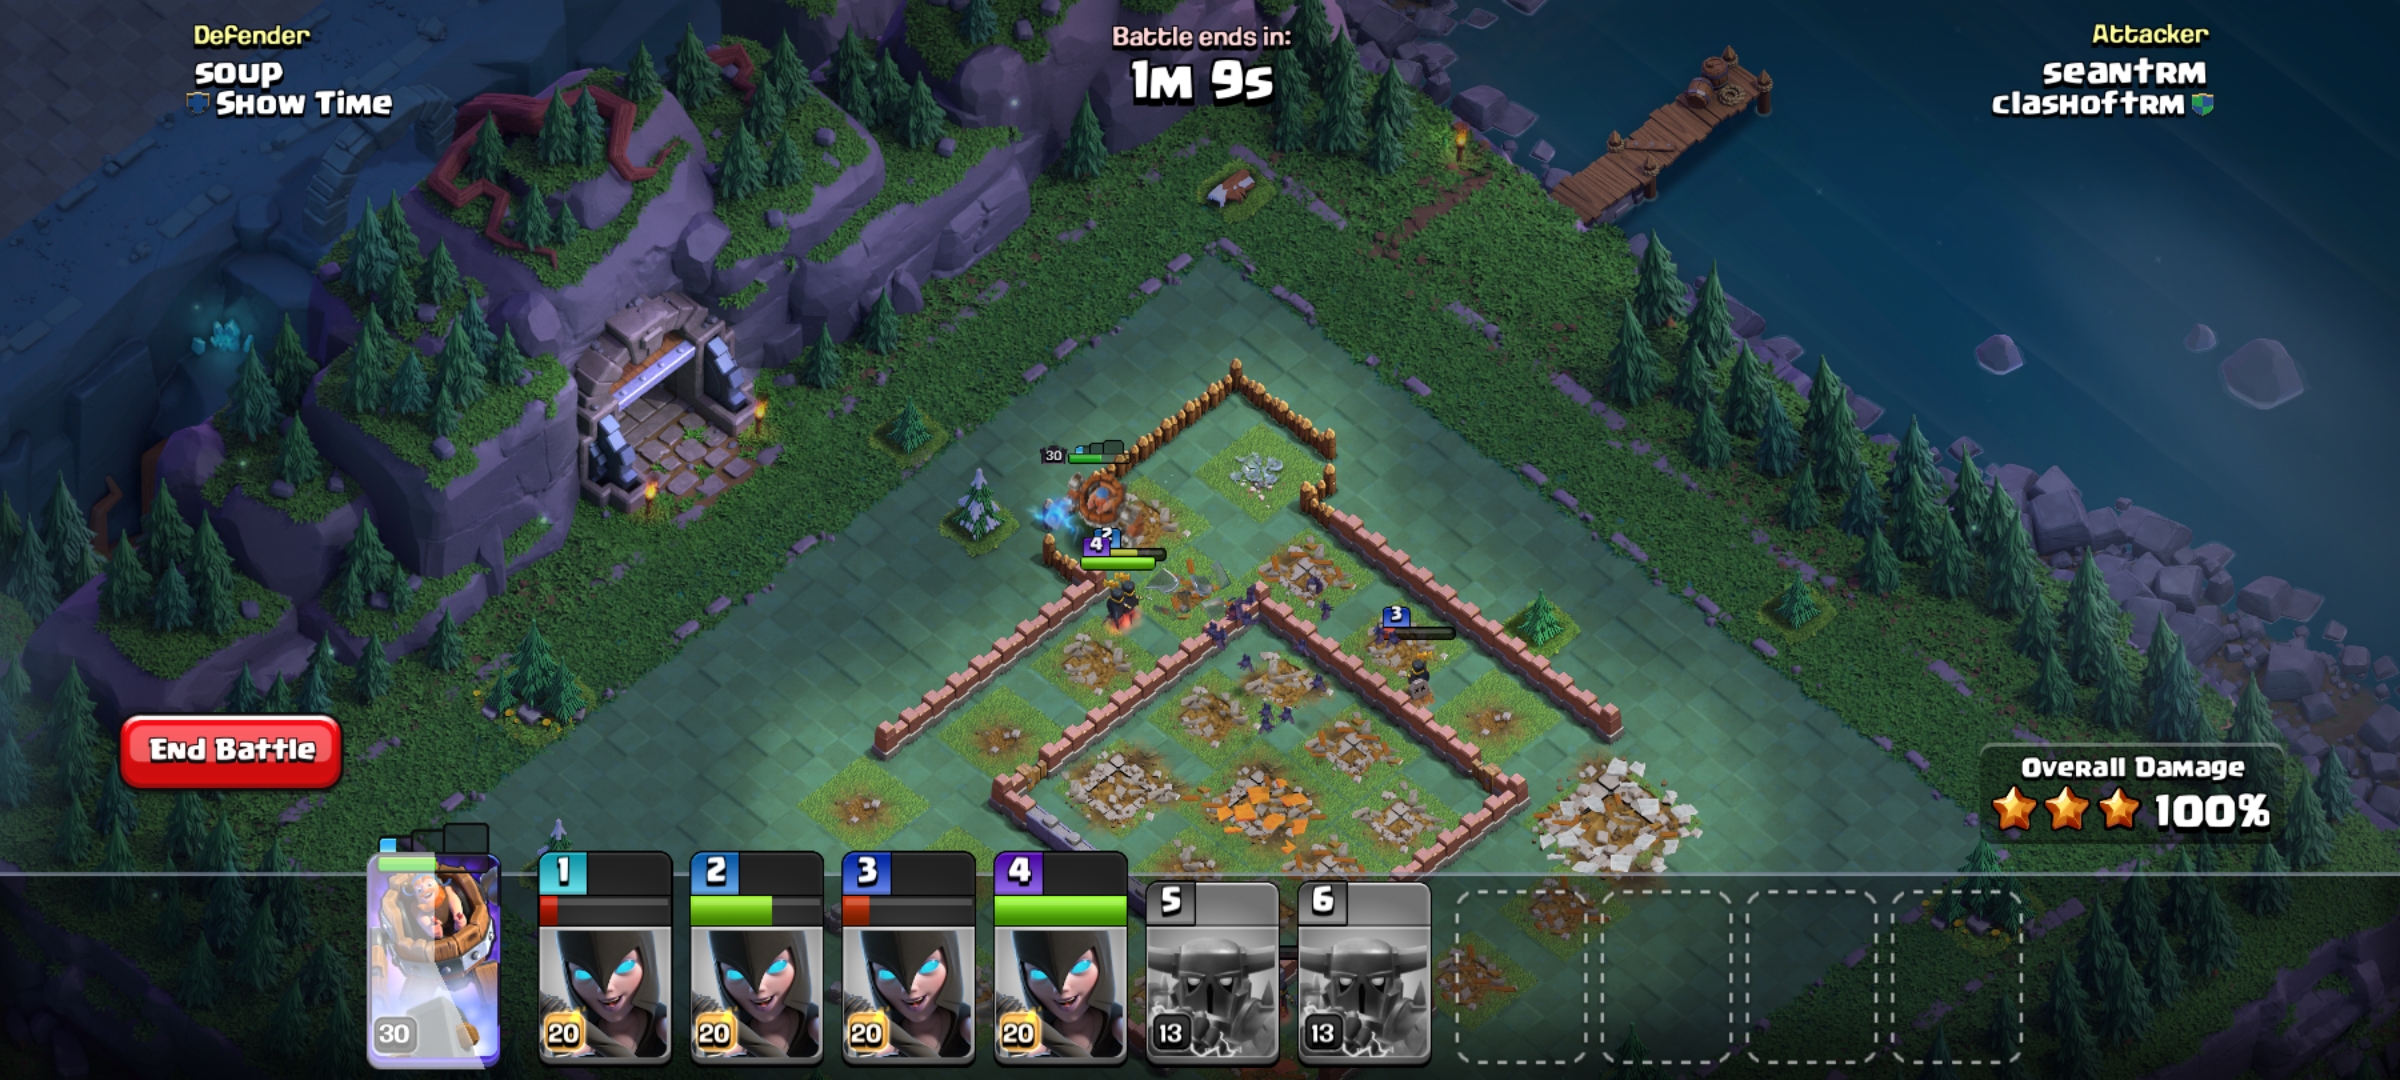 Defender
soup
Show Time
Battle ends in:
1m 9s
Attacker
seantrm
clashoftrm
30
2
4
3
End Battle
Overall Damage
100%
1
2
3
4
5
6
30
20
20
20
20
13
13